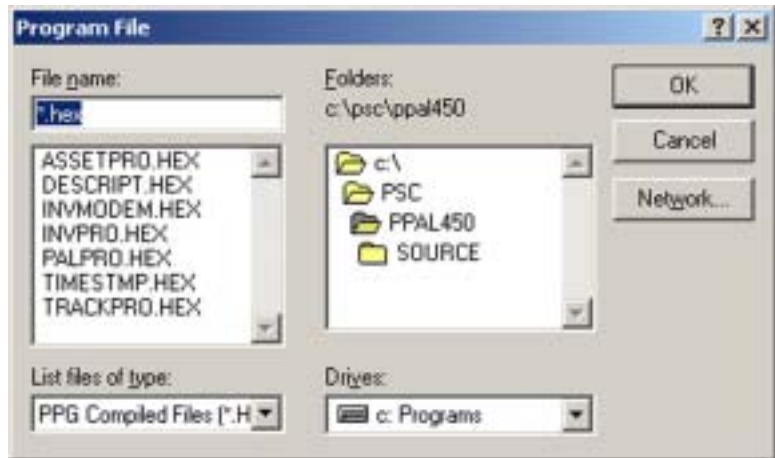 Program File
File name:
*.hex
ASSETPRO.HEX
DESCRIPT.HEX
INVMODEM.HEX
INVPRO.HEX
PALPRO.HEX
TIMESTMP.HEX
TRACKPRO.HEX
List files of type:
PPG Compiled Files (*.H
Folders:
c:\psc\ppal450
c:\
PSC
PPAL450
SOURCE
Drives:
c: Programs
OK
Cancel
Network...